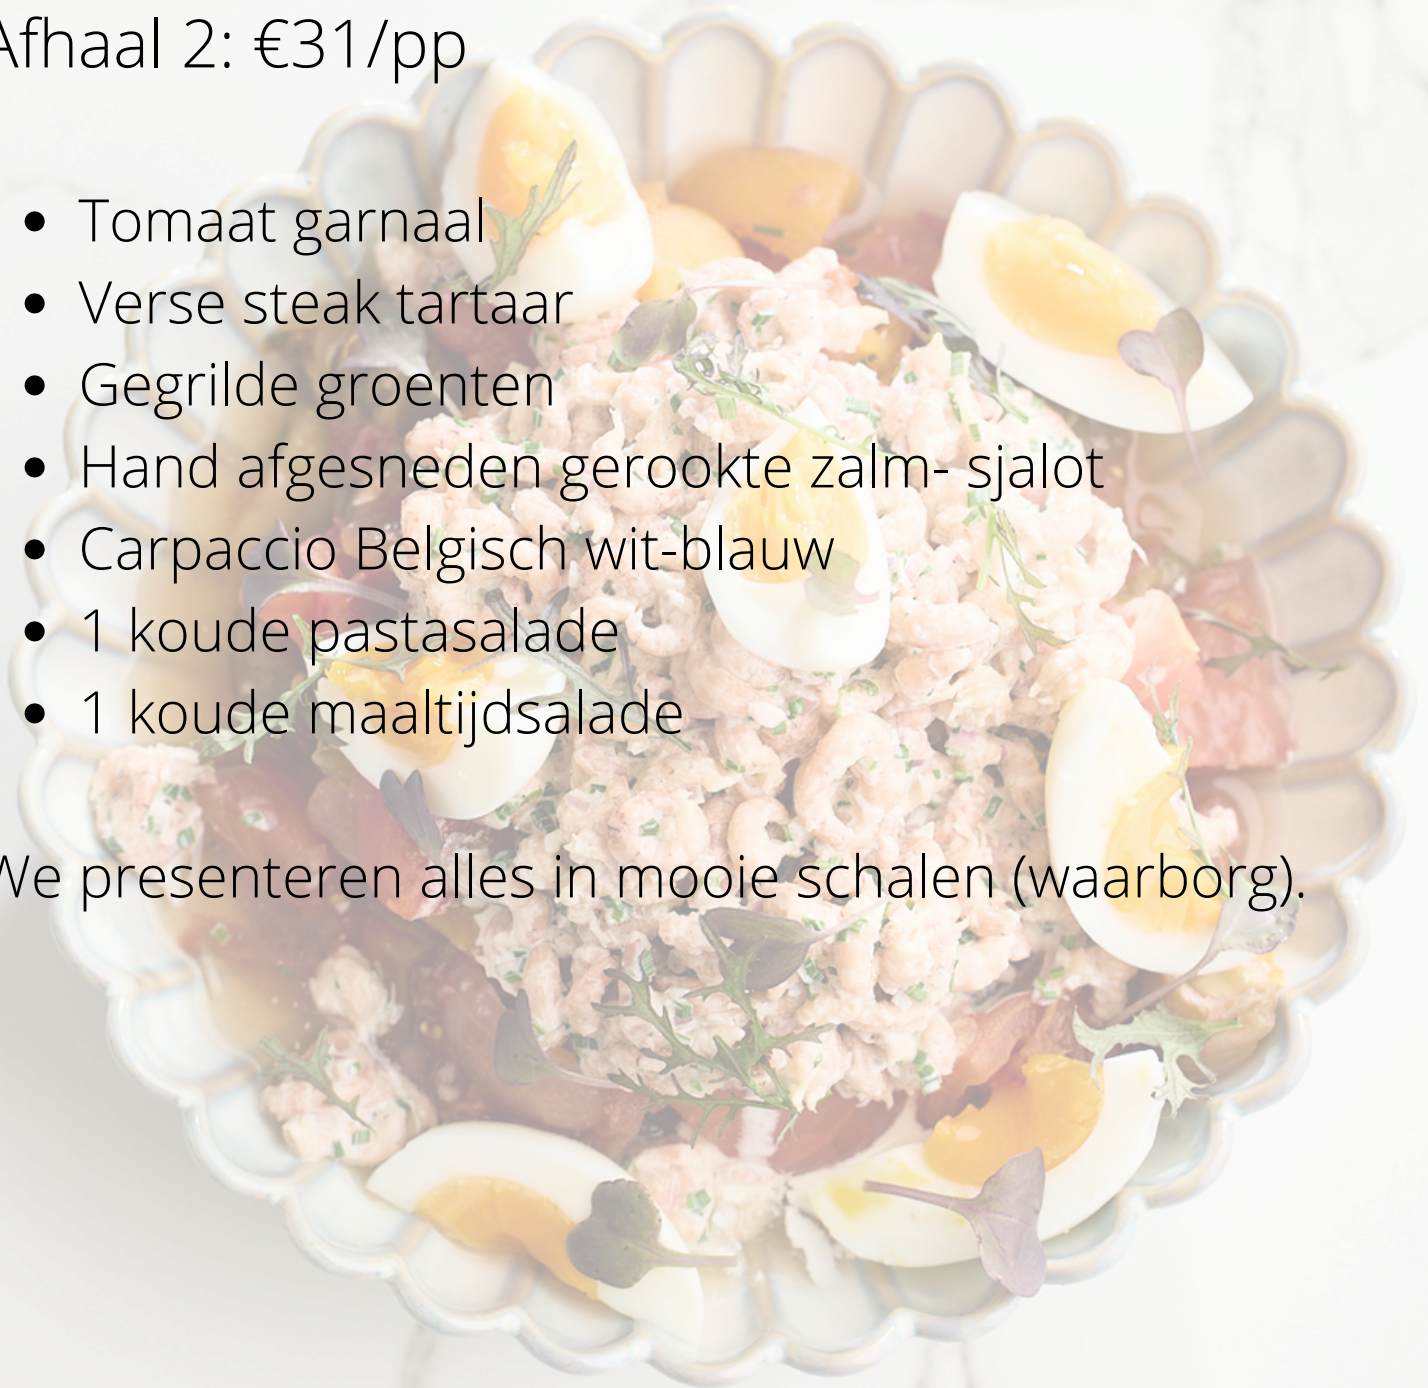 Afhaal 2: €31/pp
• Tomaat garnaal
• Verse steak tartaar
• Gegrilde groenten
• Hand afgesneden gerookte zalm- sjalot
• Carpaccio Belgisch wit-blauw
• 1 koude pastasalade
• 1 koude maaltijdsalade
We presenteren alles in mooie schalen (waarborg).